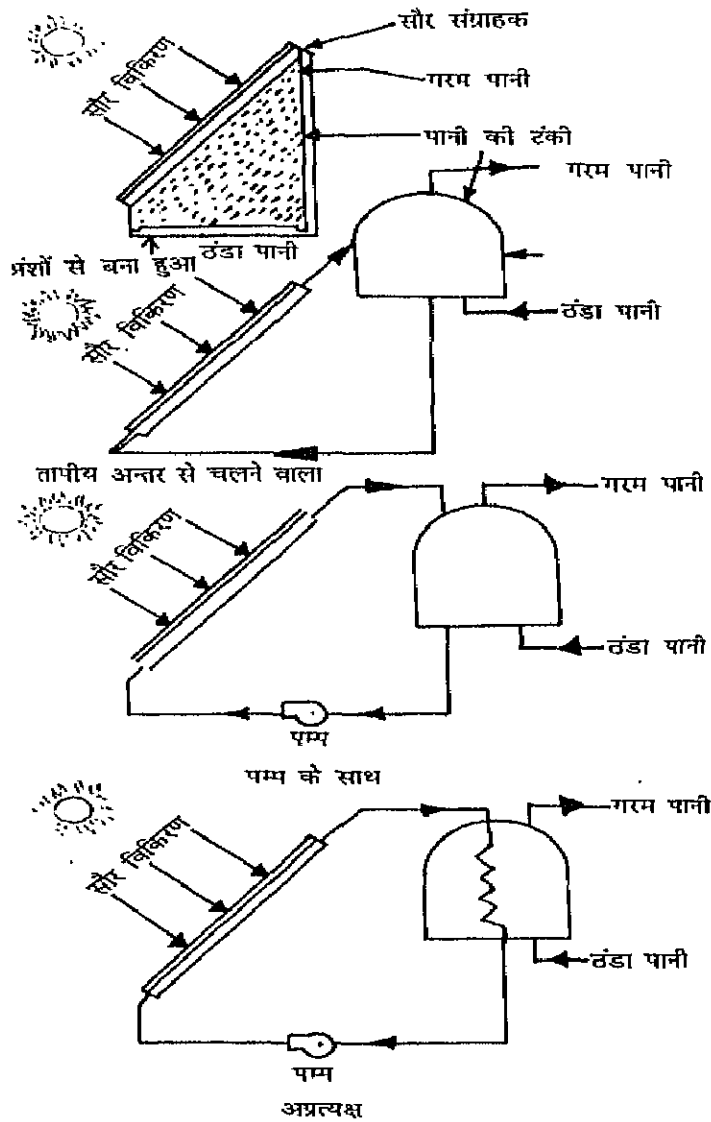 सौर संग्राहक
सौर विकिरण
गरम पानी
पानी की टंकी
गरम पानी
ठंडा पानी
प्रंशों से बना हुआ
सौर विकिरण
ठंडा पानी
तापीय अन्तर से चलने वाला
गरम पानी
सौर विकिरण
ठंडा पानी
पम्प
पम्प के साथ
गरम पानी
सौर विकिरण
ठंडा पानी
पम्प
अप्रत्यक्ष